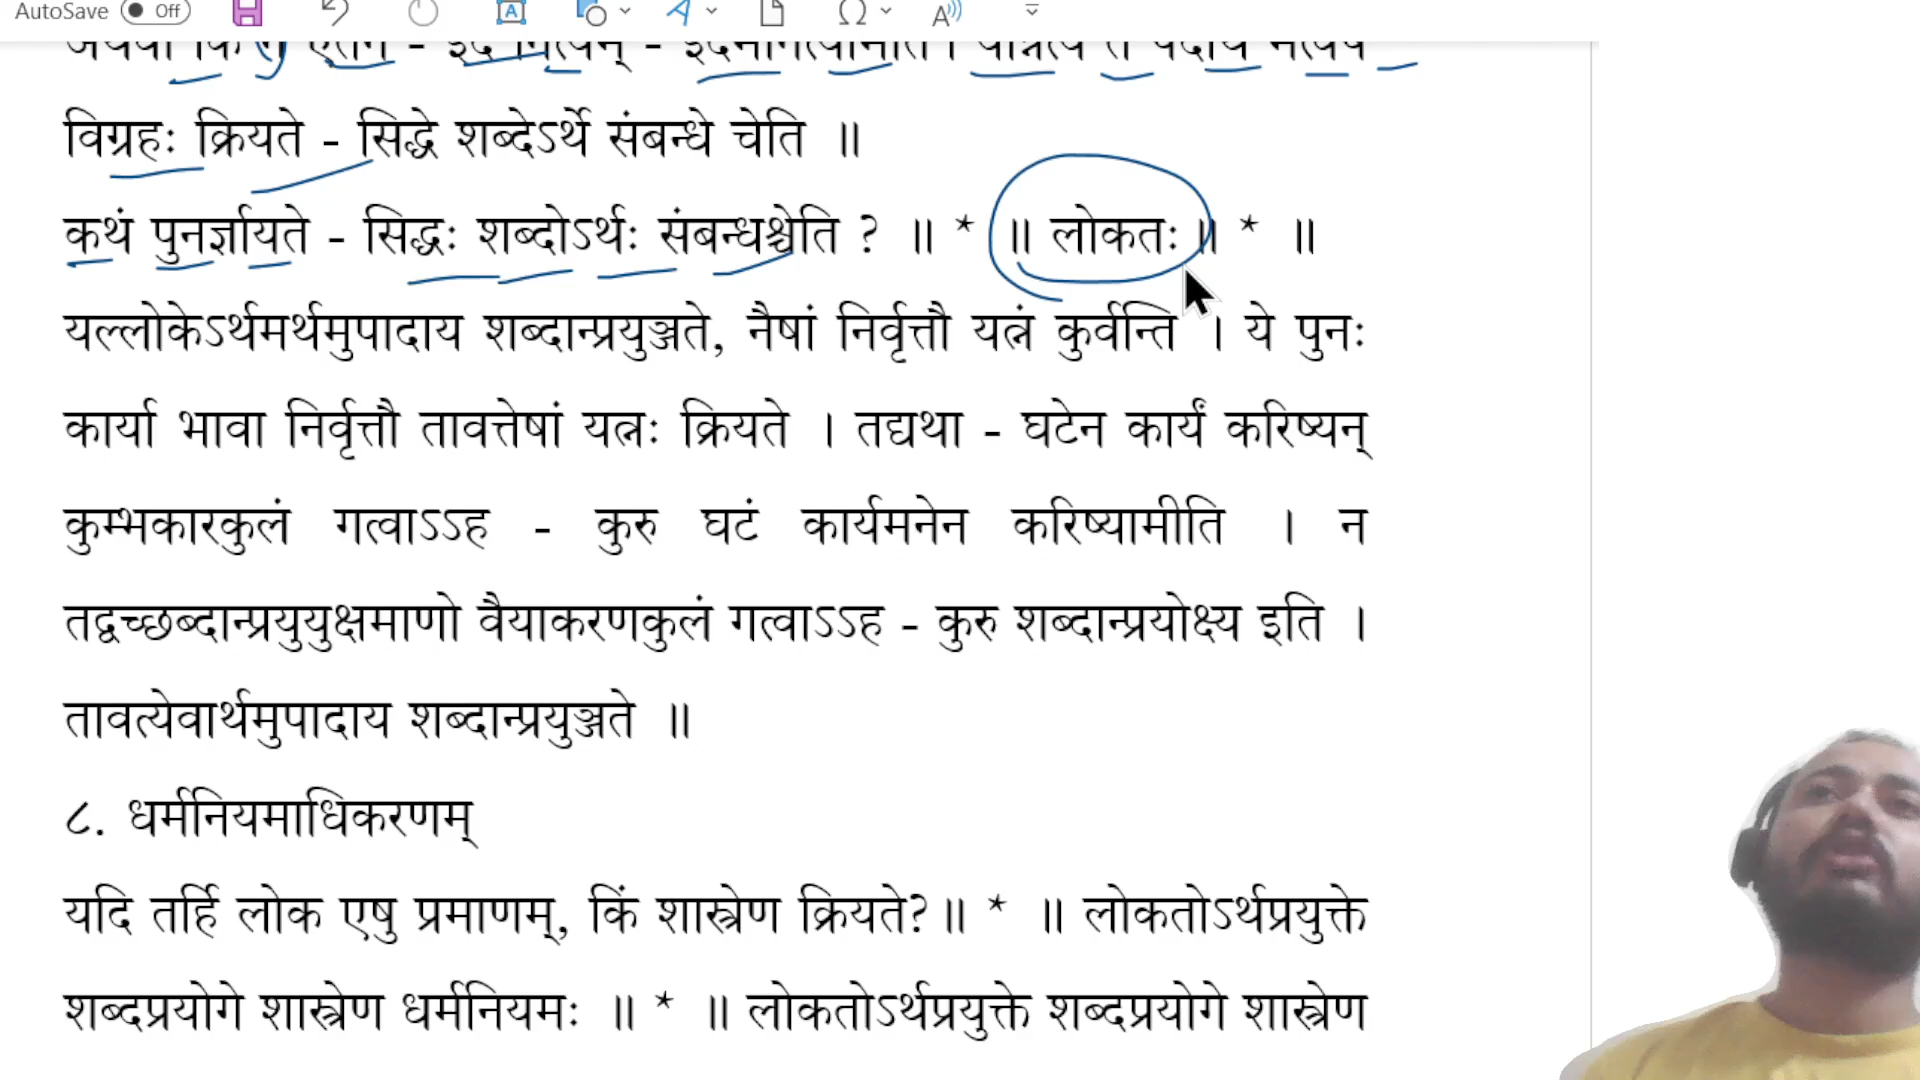 AutoSave Off
विग्रहः क्रियते - सिद्धे शब्देऽर्थे संबन्धे चेति ॥
कथं पुनर्ज्ञायते - सिद्धः शब्दोऽर्थः संबन्धश्चेति ? ॥ * ॥ लोकतः ॥ * ॥
यल्लोकेऽर्थमर्थमुपादाय शब्दान्प्रयुञ्जते, नैषां निर्वृत्तौ यत्नं कुर्वन्ति । ये पुनः
कार्या भावा निर्वृत्तौ तावत्तेषां यत्नः क्रियते । तद्यथा - घटेन कार्यं करिष्यन्
कुम्भकारकुलं गत्वाऽऽह - कुरु घटं कार्यमनेन करिष्यामीति । न
तद्वच्छब्दान्प्रयुयुक्षमाणो वैयाकरणकुलं गत्वाऽऽह - कुरु शब्दान्प्रयोक्ष्य इति ।
तावत्येवार्थमुपादाय शब्दान्प्रयुञ्जते ॥
८. धर्मनियमाधिकरणम्
यदि तर्हि लोक एषु प्रमाणम्, किं शास्त्रेण क्रियते? ॥ * ॥ लोकतोऽर्थप्रयुक्ते
शब्दप्रयोगे शास्त्रेण धर्मनियमः ॥ * ॥ लोकतोऽर्थप्रयुक्ते शब्दप्रयोगे शास्त्रेण